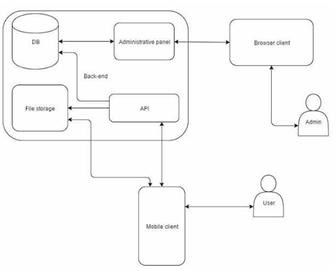 DB
Administrative panel
Browser client
Back-end
File storage
API
Admin
Mobile client
User